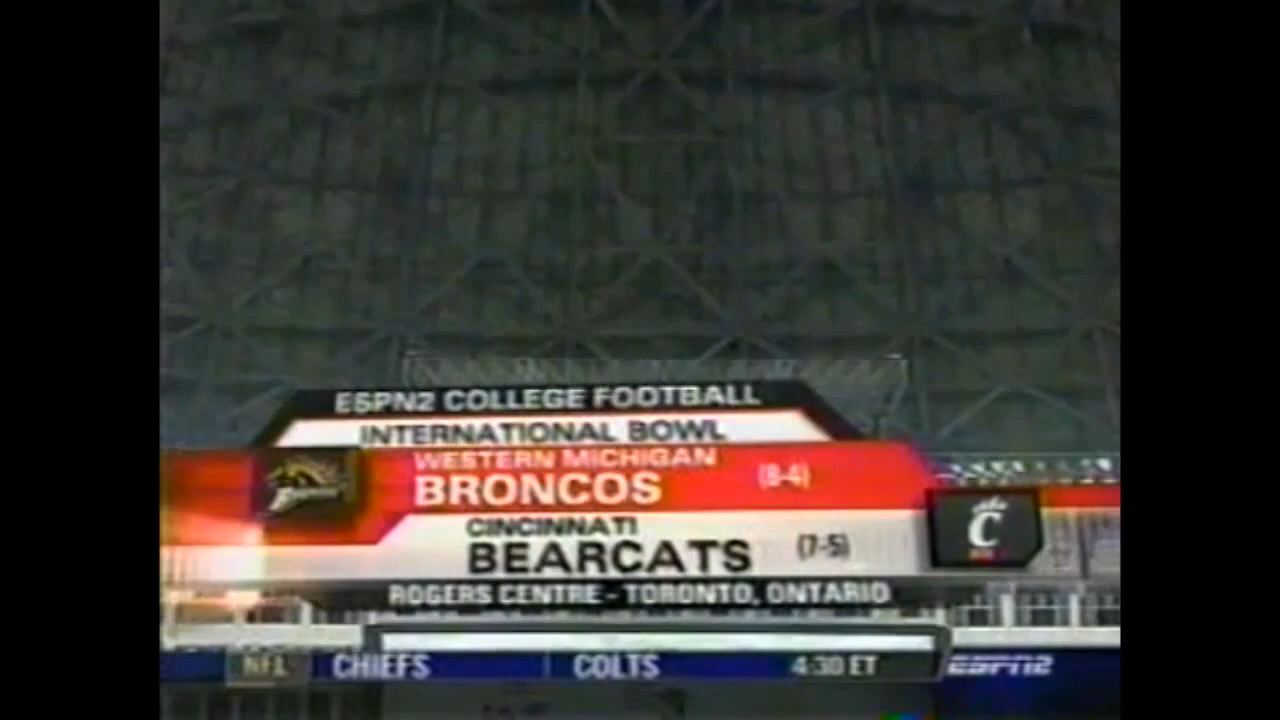 ESPN2 COLLEGE FOOTBALL
INTERNATIONAL BOWL
WESTERN MICHIGAN
BRONCOS (8-4)
CINCINNATI
BEARCATS (7-5)
C
ROGERS CENTRE - TORONTO, ONTARIO
NFL CHIEFS COLTS 4:30 ET ESPN2